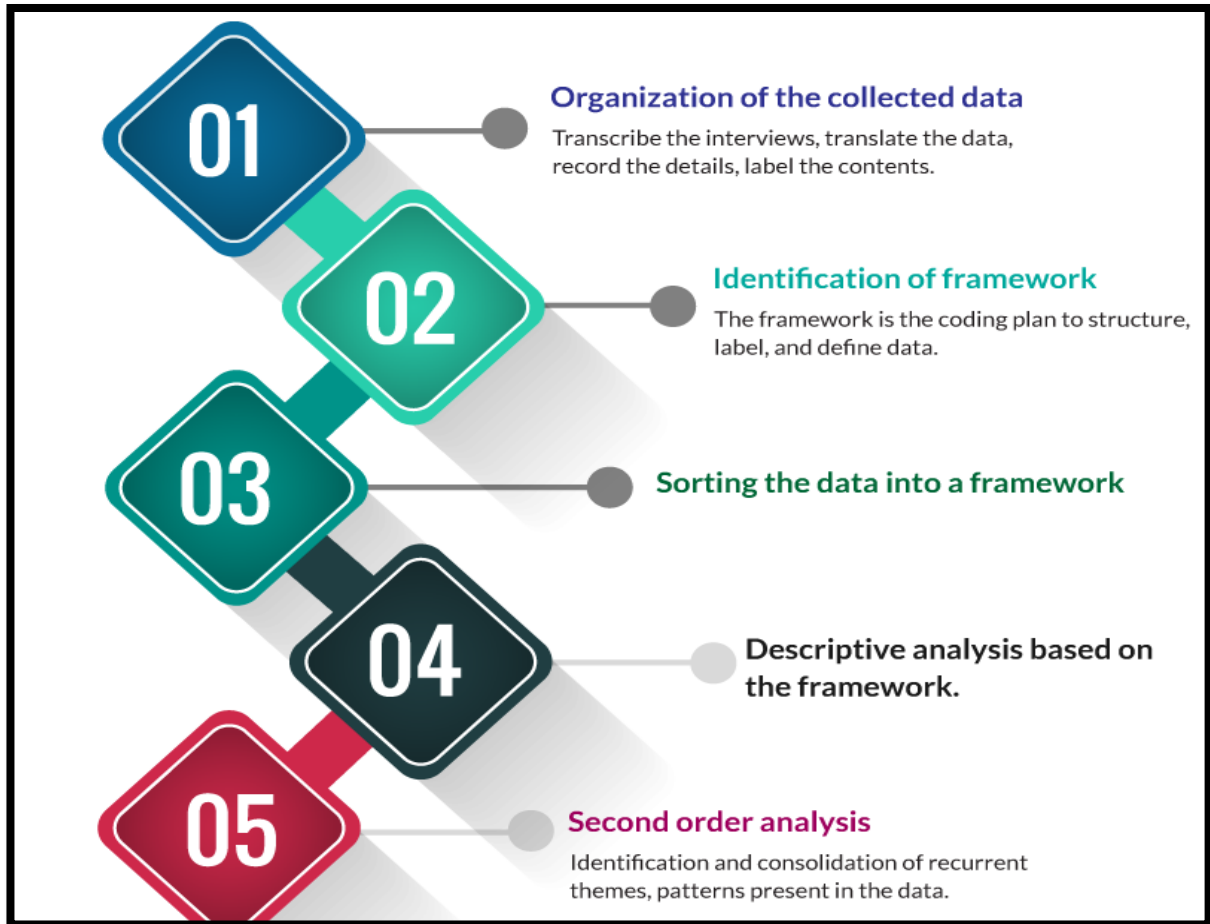 01
Organization of the collected data
Transcribe the interviews, translate the data,
record the details, label the contents.
02
Identification of framework
The framework is the coding plan to structure,
label, and define data.
03
Sorting the data into a framework
04
Descriptive analysis based on
the framework.
05
Second order analysis
Identification and consolidation of recurrent
themes, patterns present in the data.